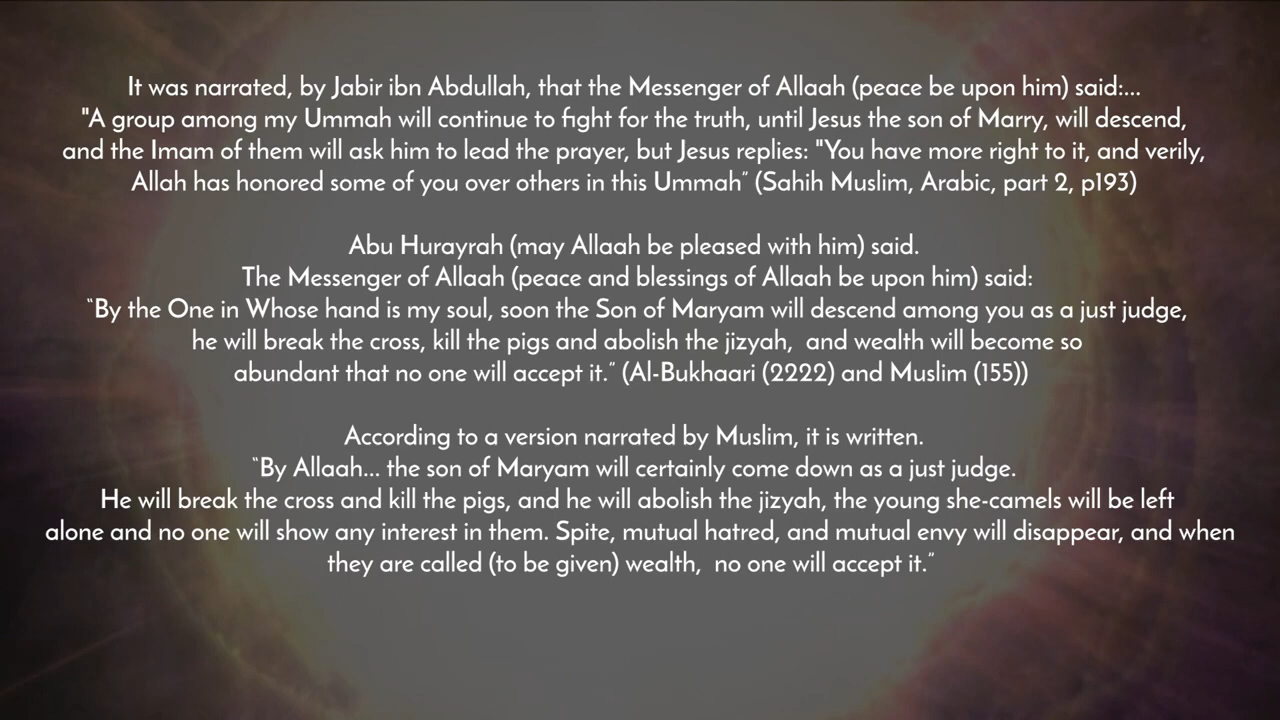 It was narrated, by Jabir ibn Abdullah, that the Messenger of Allaah (peace be upon him) said:...
"A group among my Ummah will continue to fight for the truth, until Jesus the son of Marry, will descend,
and the Imam of them will ask him to lead the prayer, but Jesus replies: "You have more right to it, and verily,
Allah has honored some of you over others in this Ummah” (Sahih Muslim, Arabic, part 2, p193)
Abu Hurayrah (may Allaah be pleased with him) said.
The Messenger of Allaah (peace and blessings of Allaah be upon him) said:
“By the One in Whose hand is my soul, soon the Son of Maryam will descend among you as a just judge,
he will break the cross, kill the pigs and abolish the jizyah,  and wealth will become so
abundant that no one will accept it.” (Al-Bukhaari (2222) and Muslim (155))
According to a version narrated by Muslim, it is written.
“By Allaah... the son of Maryam will certainly come down as a just judge.
He will break the cross and kill the pigs, and he will abolish the jizyah, the young she-camels will be left
alone and no one will show any interest in them. Spite, mutual hatred, and mutual envy will disappear, and when
they are called (to be given) wealth,  no one will accept it.”